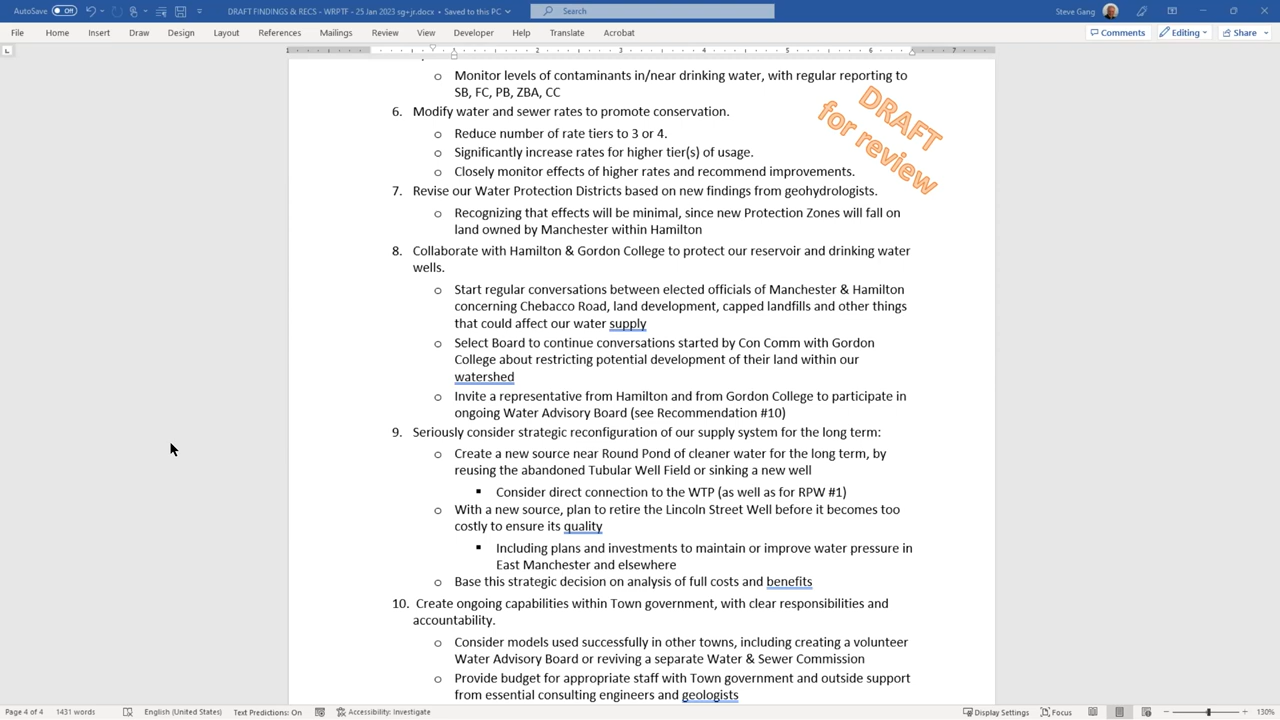 AutoSave Off DRAFT FINDINGS & RECS - WRPTF - 25 Jan 2023 sg+jr.docx • Saved to this PC Search Steve Gang
File Home Insert Draw Design Layout References Mailings Review View Developer Help Translate Acrobat Comments Editing Share
1 1 2 3 4 5 6 7
o Monitor levels of contaminants in/near drinking water, with regular reporting to
SB, FC, PB, ZBA, CC
DRAFT
for review
6. Modify water and sewer rates to promote conservation.
o Reduce number of rate tiers to 3 or 4.
o Significantly increase rates for higher tier(s) of usage.
o Closely monitor effects of higher rates and recommend improvements.
7. Revise our Water Protection Districts based on new findings from geohydrologists.
o Recognizing that effects will be minimal, since new Protection Zones will fall on
land owned by Manchester within Hamilton
8. Collaborate with Hamilton & Gordon College to protect our reservoir and drinking water
wells.
o Start regular conversations between elected officials of Manchester & Hamilton
concerning Chebacco Road, land development, capped landfills and other things
that could affect our water supply
o Select Board to continue conversations started by Con Comm with Gordon
College about restricting potential development of their land within our
watershed
o Invite a representative from Hamilton and from Gordon College to participate in
ongoing Water Advisory Board (see Recommendation #10)
9. Seriously consider strategic reconfiguration of our supply system for the long term:
o Create a new source near Round Pond of cleaner water for the long term, by
reusing the abandoned Tubular Well Field or sinking a new well
▪ Consider direct connection to the WTP (as well as for RPW #1)
o With a new source, plan to retire the Lincoln Street Well before it becomes too
costly to ensure its quality
▪ Including plans and investments to maintain or improve water pressure in
East Manchester and elsewhere
o Base this strategic decision on analysis of full costs and benefits
10. Create ongoing capabilities within Town government, with clear responsibilities and
accountability.
o Consider models used successfully in other towns, including creating a volunteer
Water Advisory Board or reviving a separate Water & Sewer Commission
o Provide budget for appropriate staff with Town government and outside support
from essential consulting engineers and geologists
Page 4 of 4 1431 words English (United States) Text Predictions: On Accessibility: Investigate Display Settings Focus 130%